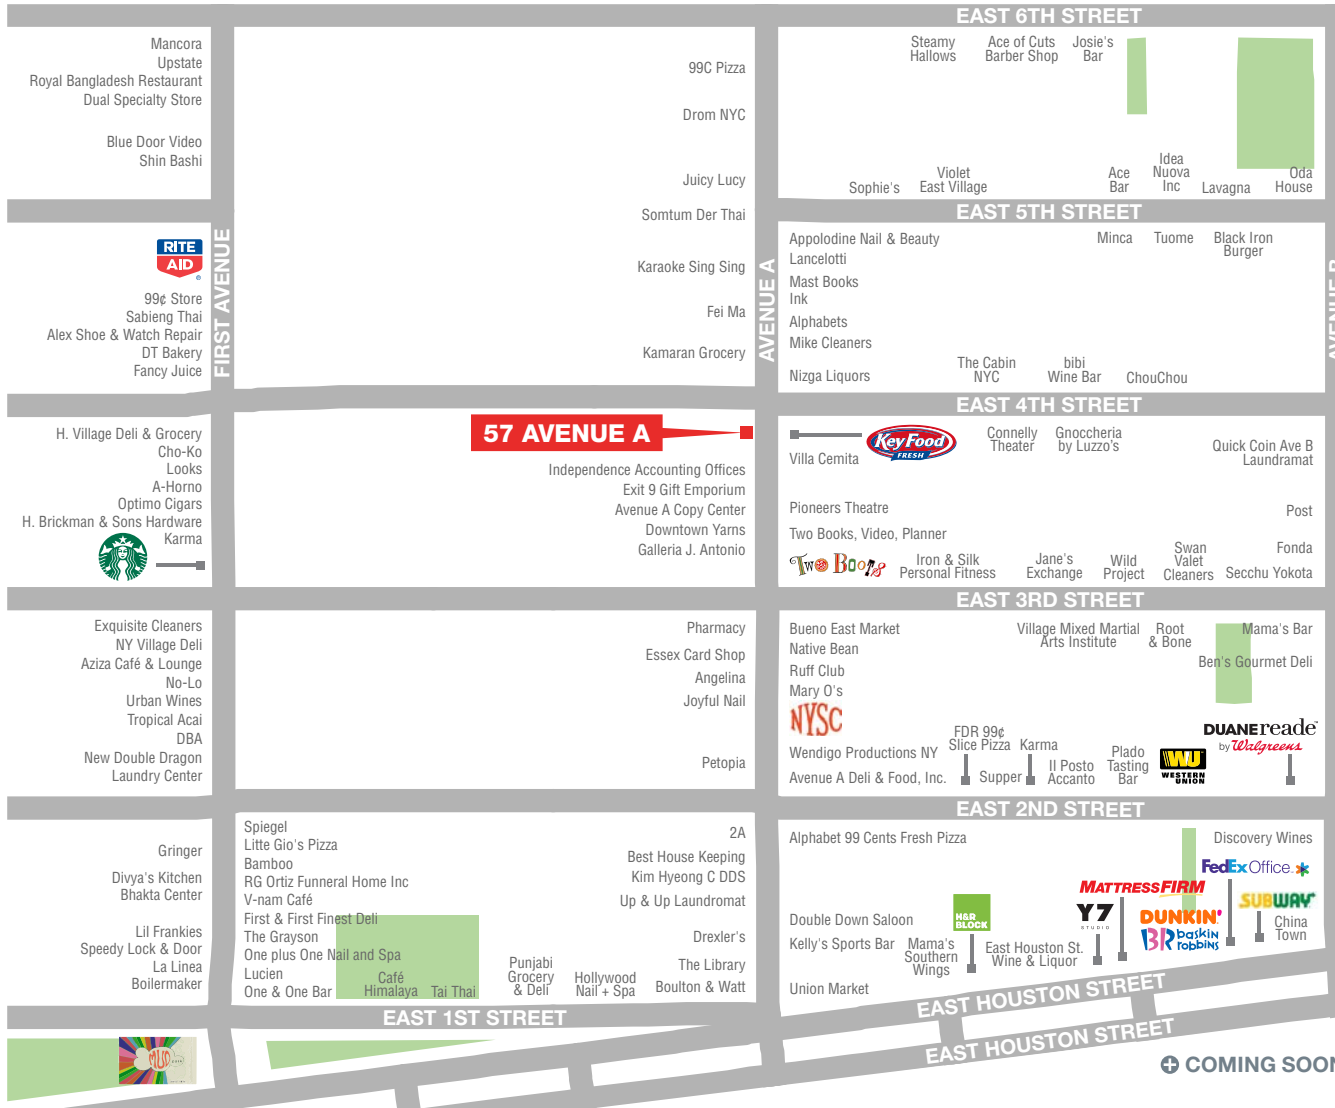 EAST 6TH STREET
Mancora
Upstate
Royal Bangladesh Restaurant
Dual Specialty Store
Blue Door Video
Shin Bashi
99C Pizza
Drom NYC
Juicy Lucy
Somtum Der Thai
Karaoke Sing Sing
Fei Ma
Kamaran Grocery
Steamy
Hallows
Ace of Cuts
Barber Shop
Josie's
Bar
Sophie's
Violet
East Village
Ace
Bar
Idea
Nuova
Inc
Lavagna
Oda
House
EAST 5TH STREET
FIRST AVENUE
AVENUE A
AVENUE B
RITE
AID
99¢ Store
Sabieng Thai
Alex Shoe & Watch Repair
DT Bakery
Fancy Juice
Appolodine Nail & Beauty
Lancelotti
Mast Books
Ink
Alphabets
Mike Cleaners
Nizga Liquors
Minca
Tuome
Black Iron
Burger
The Cabin
NYC
bibi
Wine Bar
ChouChou
EAST 4TH STREET
H. Village Deli & Grocery
Cho-Ko
Looks
A-Horno
Optimo Cigars
H. Brickman & Sons Hardware
Karma
57 AVENUE A
Independence Accounting Offices
Exit 9 Gift Emporium
Avenue A Copy Center
Downtown Yarns
Galleria J. Antonio
Key Food
FRESH
Villa Cemita
Connelly
Theater
Gnoccheria
by Luzzo's
Quick Coin Ave B
Laundramat
Pioneers Theatre
Post
Two Books, Video, Planner
Two Boots
Iron & Silk
Personal Fitness
Jane's
Exchange
Wild
Project
Swan
Valet
Cleaners
Fonda
Secchu Yokota
EAST 3RD STREET
Exquisite Cleaners
NY Village Deli
Aziza Café & Lounge
No-Lo
Urban Wines
Tropical Acai
DBA
New Double Dragon
Laundry Center
Pharmacy
Essex Card Shop
Angelina
Joyful Nail
Petopia
Bueno East Market
Native Bean
Ruff Club
Mary O's
NYSC
Wendigo Productions NY
Avenue A Deli & Food, Inc.
Village Mixed Martial
Arts Institute
Root
& Bone
Mama's Bar
Ben's Gourmet Deli
FDR 99¢
Slice Pizza
Supper
Karma
Il Posto
Accanto
Plado
Tasting
Bar
WU
WESTERN
UNION
DUANEreade™
by Walgreens
EAST 2ND STREET
Gringer
Divya's Kitchen
Bhakta Center
Lil Frankies
Speedy Lock & Door
La Linea
Boilermaker
Spiegel
Litte Gio's Pizza
Bamboo
RG Ortiz Funneral Home Inc
V-nam Café
First & First Finest Deli
The Grayson
One plus One Nail and Spa
Lucien
One & One Bar
Café
Himalaya
Tai Thai
Punjabi
Grocery
& Deli
Hollywood
Nail + Spa
2A
Best House Keeping
Kim Hyeong C DDS
Up & Up Laundromat
Drexler's
The Library
Boulton & Watt
Alphabet 99 Cents Fresh Pizza
Discovery Wines
Double Down Saloon
Kelly's Sports Bar
Union Market
Mama's
Southern
Wings
H&R
BLOCK
East Houston St.
Wine & Liquor
MATTRESSFIRM
Y7
STUDIO
DUNKIN'
BR baskin
robbins
FedEx Office
SUBWAY
China
Town
EAST 1ST STREET
EAST HOUSTON STREET
EAST HOUSTON STREET
MUD
COMING SOON